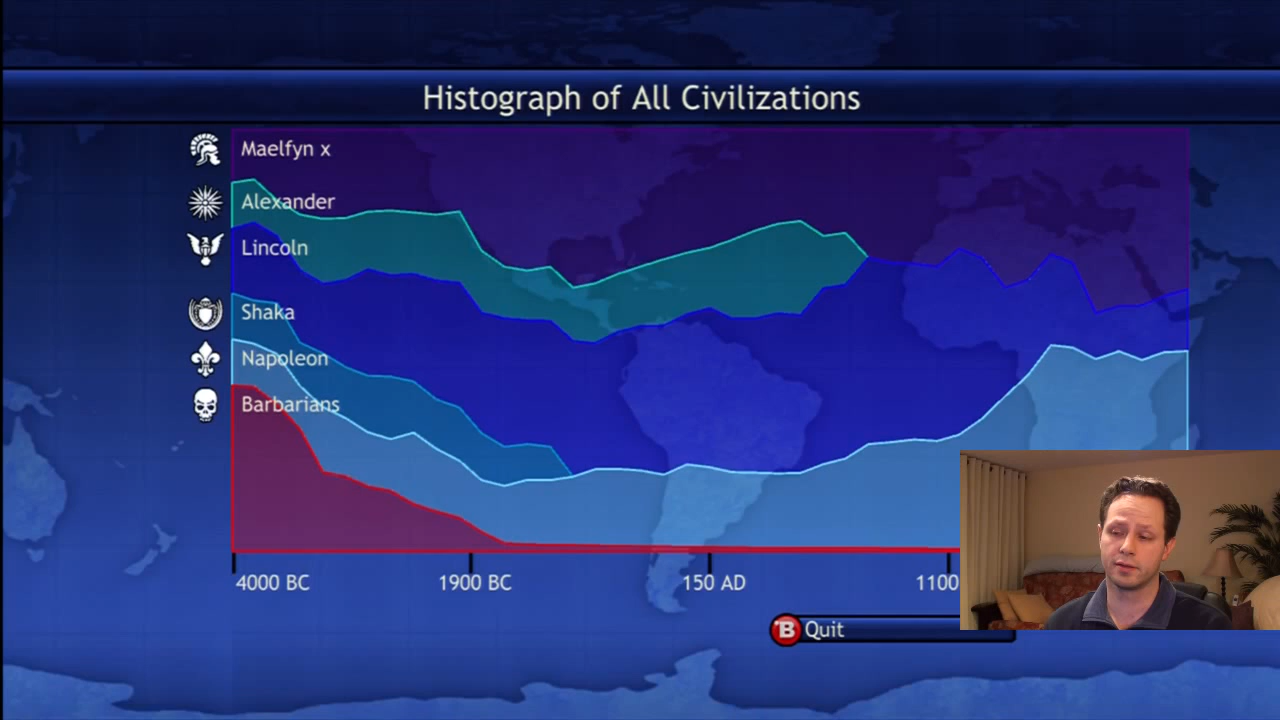 Histograph of All Civilizations
Maelfyn x
Alexander
Lincoln
Shaka
Napoleon
Barbarians
4000 BC
1900 BC
150 AD
1100
B Quit